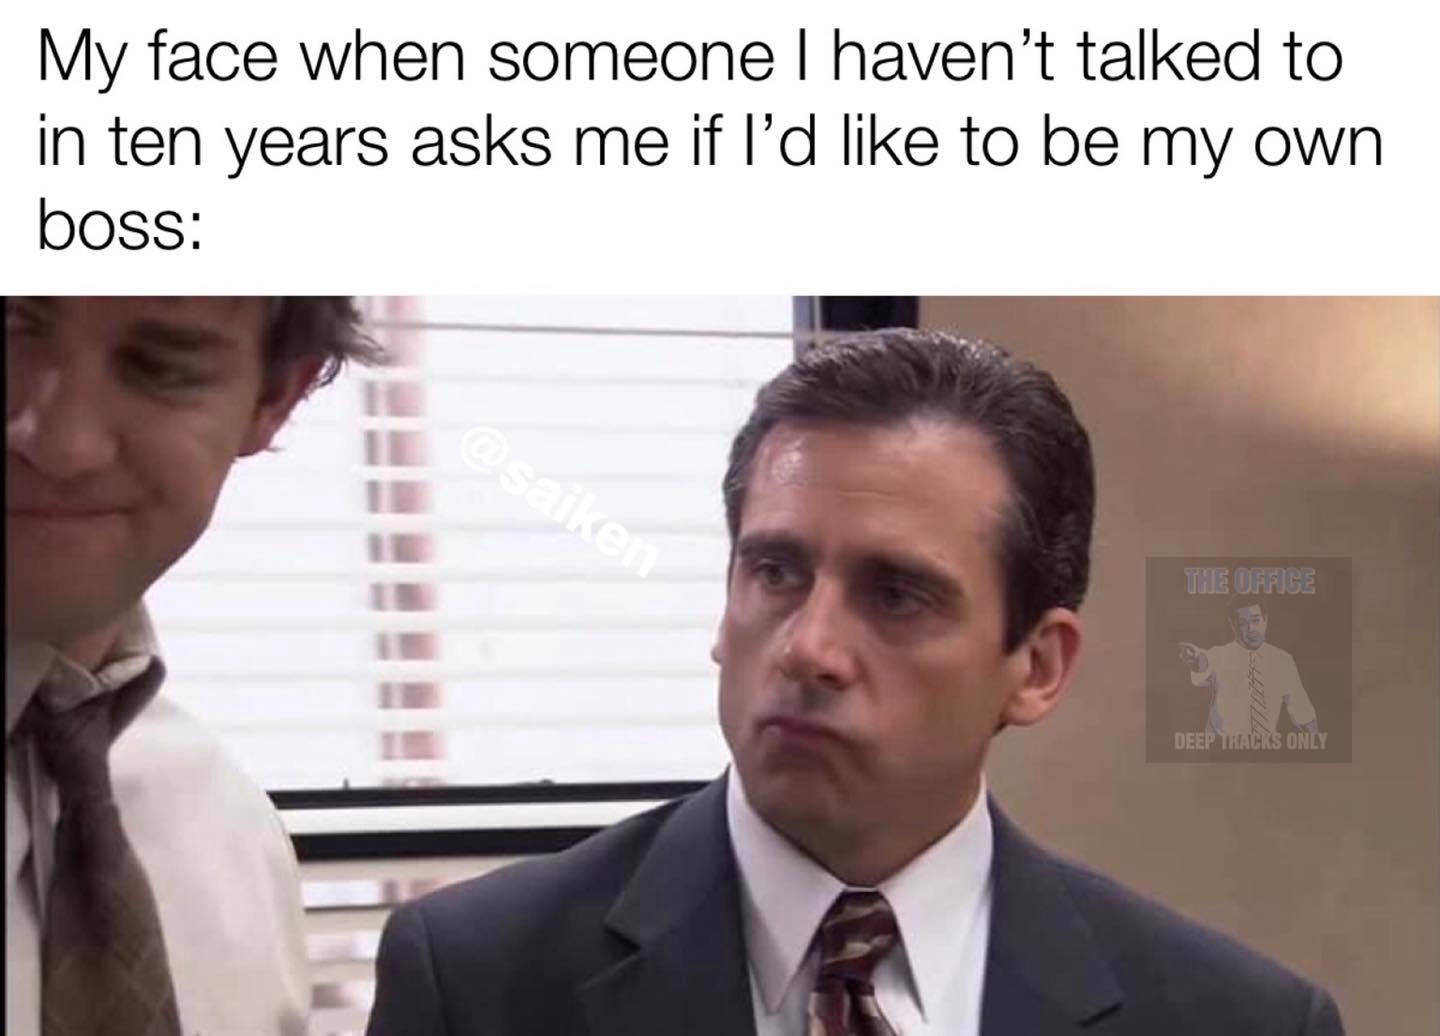 My face when someone I haven’t talked to
in ten years asks me if I’d like to be my own
boss:
@saiken
THE OFFICE
DEEP TRACKS ONLY